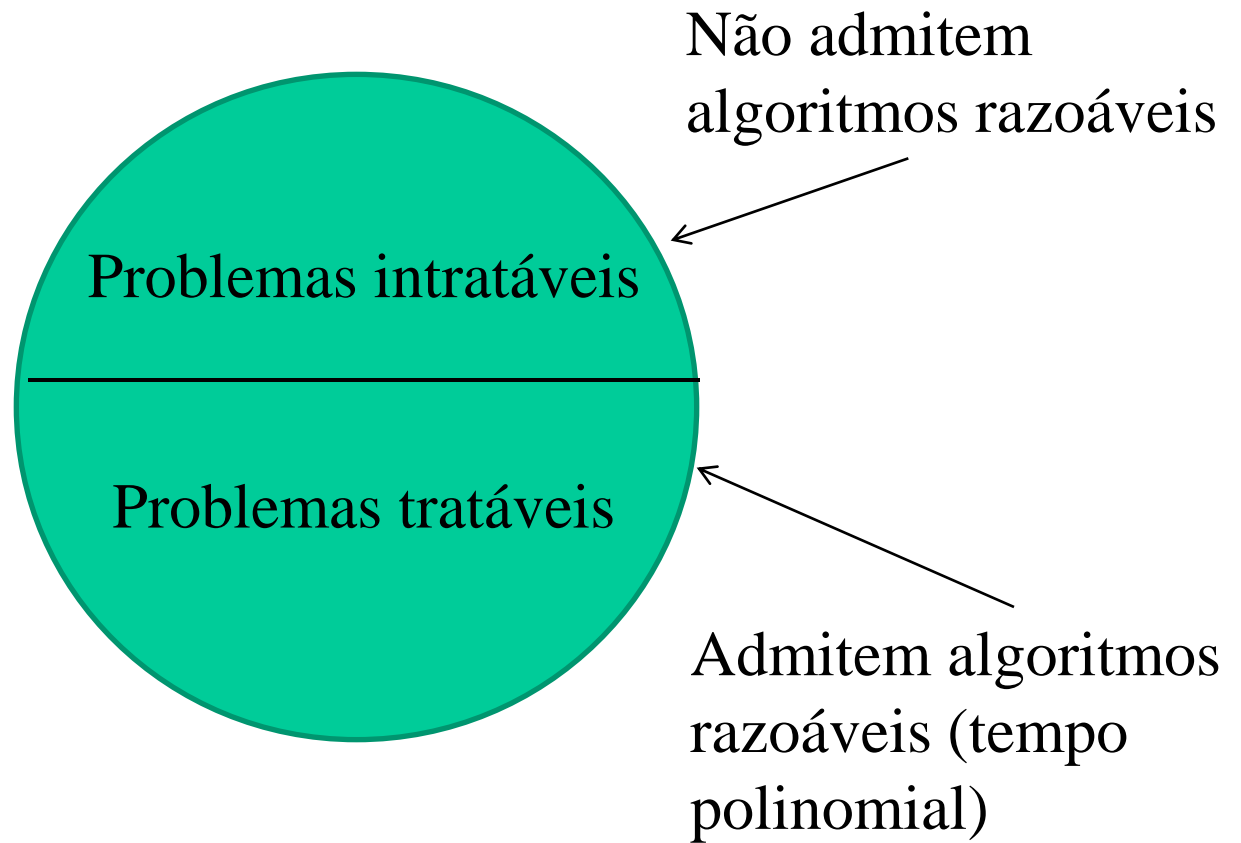 Não admitem
algoritmos razoáveis
Problemas intratáveis
Problemas tratáveis
Admitem algoritmos
razoáveis (tempo
polinomial)